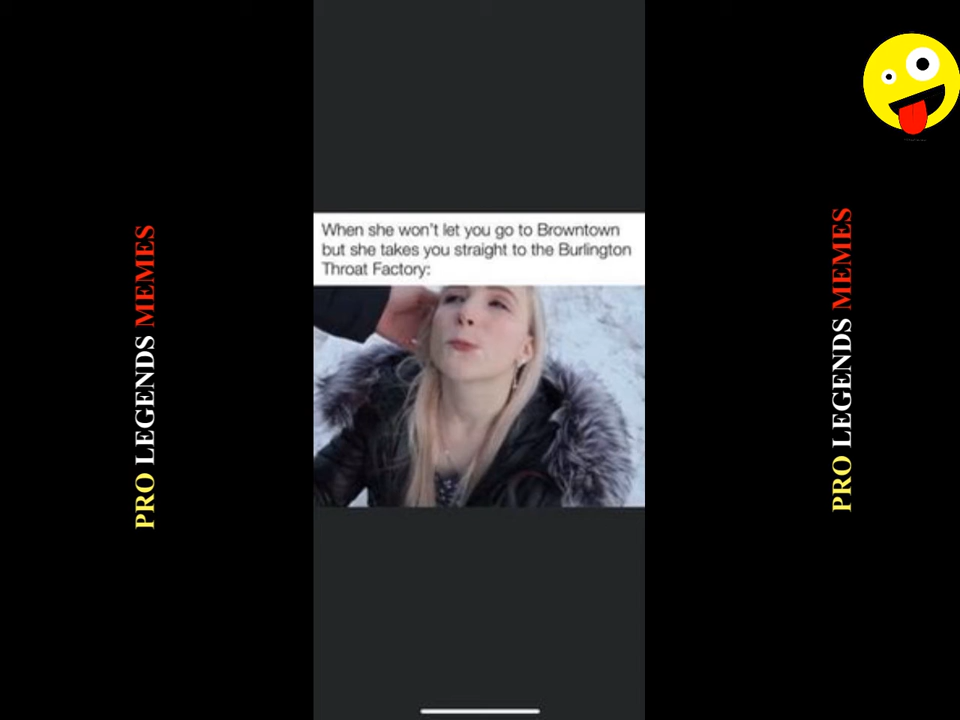 When she won't let you go to Browntown
but she takes you straight to the Burlington
Throat Factory:
PRO LEGENDS MEMES
PRO LEGENDS MEMES